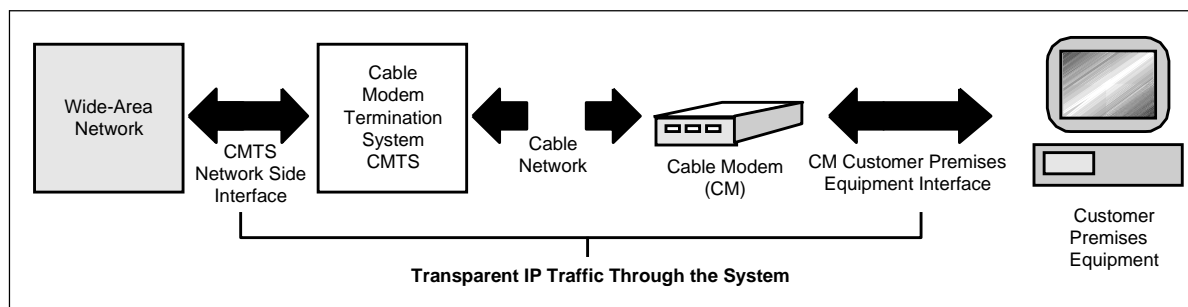 Wide-Area
Network
CMTS
Network Side
Interface
Cable
Modem
Termination
System
CMTS
Cable
Network
Cable Modem
(CM)
CM Customer Premises
Equipment Interface
Customer
Premises
Equipment
Transparent IP Traffic Through the System